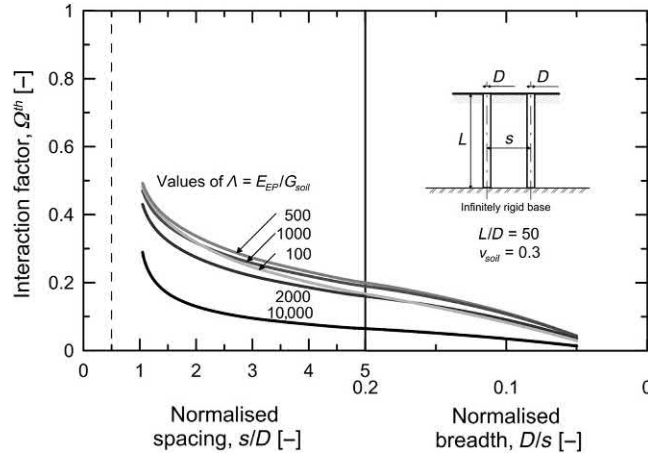 1
0.8
0.6
0.4
0.2
0
Interaction factor, Ω^th [–]
Values of Λ = E_EP/G_soil
500
1000
100
2000
10,000
D D
L
s
Infinitely rigid base
L/D = 50
ν_soil = 0.3
0 1 2 3 4 5
0.2 0.1 0
Normalised
spacing, s/D [–]
Normalised
breadth, D/s [–]